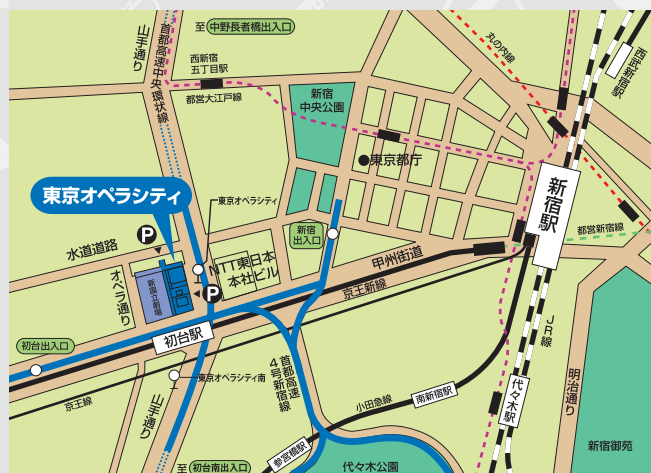 至 中野長者橋出入口
山手通り
首都高速中央環状線
西新宿
五丁目駅
都営大江戸線
丸の内線
西武新宿駅
新宿
中央公園
東京都庁
東京オペラシティ
東京オペラシティ
新宿駅
水道道路
P
新宿
出入口
都営新宿線
甲州街道
NTT東日本
本社ビル
オペラ通り
新国立劇場
P
京王新線
初台駅
JR線
初台出入口
首都高速
4号新宿線
明治通り
東京オペラシティ南
代々木駅
南新宿駅
小田急線
京王線
山手通り
参宮橋駅
新宿御苑
至 初台南出入口
代々木公園